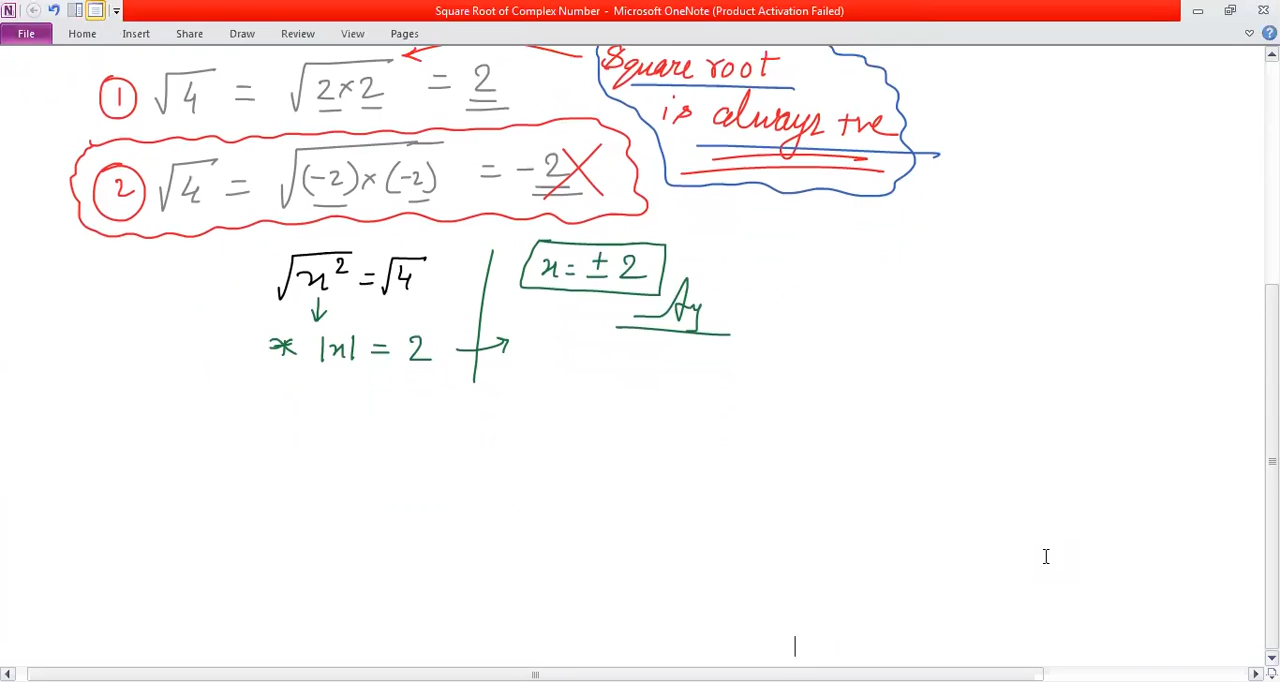 Square Root of Complex Number - Microsoft OneNote (Product Activation Failed)
File Home Insert Share Draw Review View Pages
Square root
is always +ve
① √4 = √2×2 = 2
② √4 = √(-2)×(-2) = -2
√x² = √4
x = ± 2
* |x| = 2